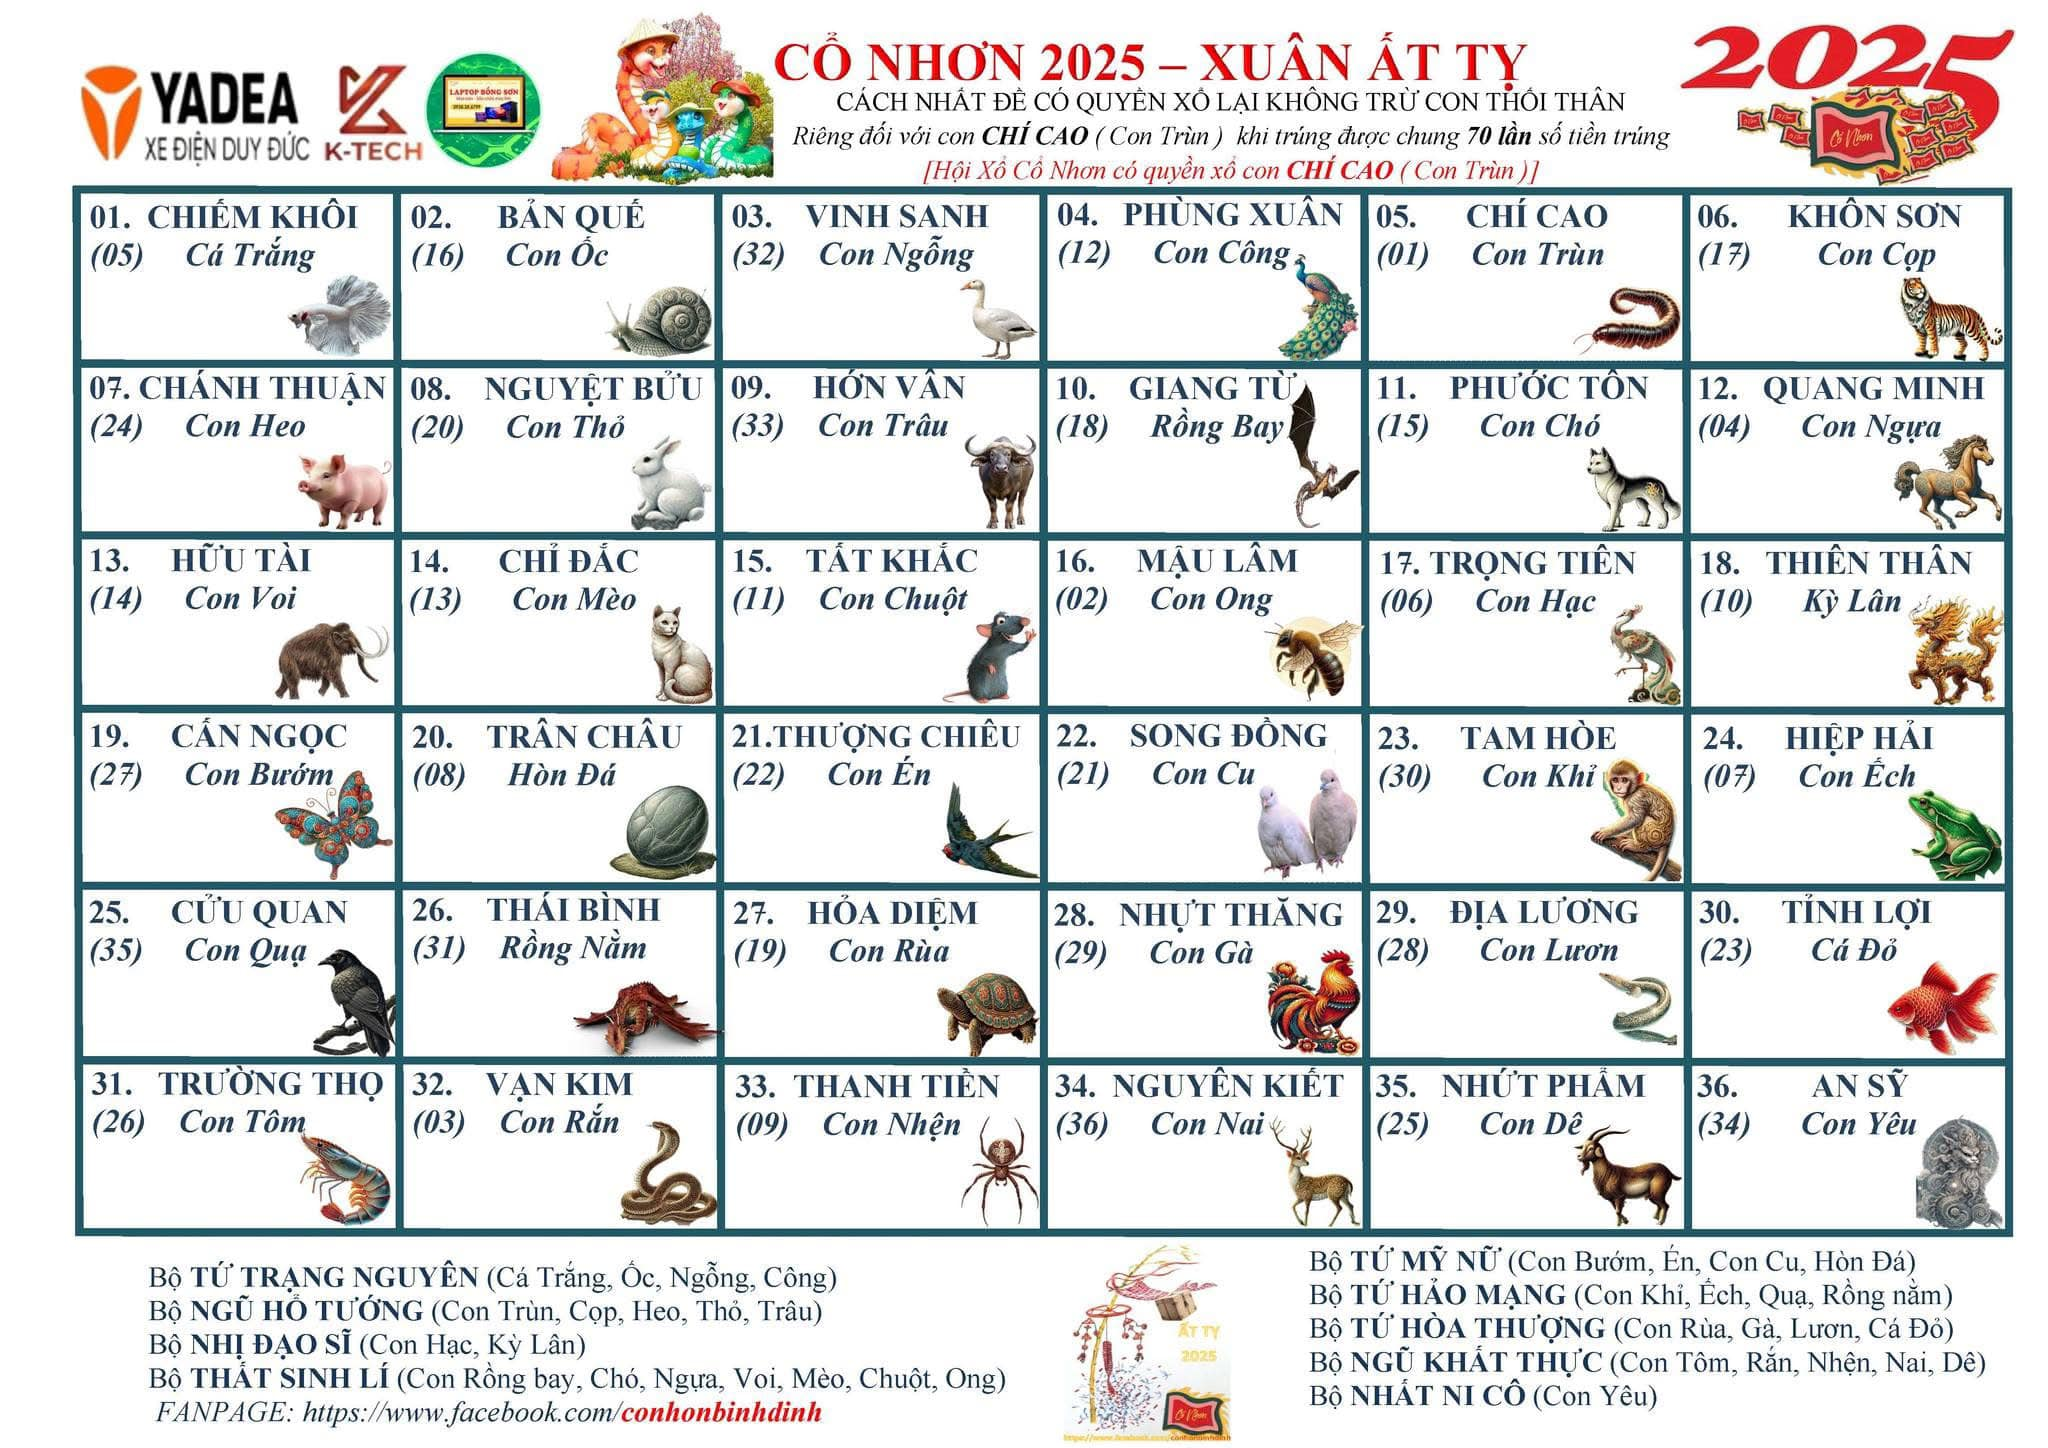 YADEA
XE ĐIỆN DUY ĐỨC
K-TECH
LAPTOP BỒNG SƠN
CỔ NHƠN 2025 – XUÂN ẤT TỴ
CÁCH NHẤT ĐỀ CÓ QUYỀN XỔ LẠI KHÔNG TRỪ CON THỐI THÂN
Riêng đối với con CHÍ CAO ( Con Trùn ) khi trúng được chung 70 lần số tiền trúng
[Hội Xổ Cổ Nhơn có quyền xổ con CHÍ CAO ( Con Trùn )]
2025
Cổ Nhơn
01. CHIẾM KHÔI
(05) Cá Trắng
02. BẢN QUẾ
(16) Con Ốc
03. VINH SANH
(32) Con Ngỗng
04. PHÙNG XUÂN
(12) Con Công
05. CHÍ CAO
(01) Con Trùn
06. KHÔN SƠN
(17) Con Cọp
07. CHÁNH THUẬN
(24) Con Heo
08. NGUYỆT BỬU
(20) Con Thỏ
09. HỚN VÂN
(33) Con Trâu
10. GIANG TỪ
(18) Rồng Bay
11. PHƯỚC TÔN
(15) Con Chó
12. QUANG MINH
(04) Con Ngựa
13. HỮU TÀI
(14) Con Voi
14. CHỈ ĐẮC
(13) Con Mèo
15. TẤT KHẮC
(11) Con Chuột
16. MẬU LÂM
(02) Con Ong
17. TRỌNG TIÊN
(06) Con Hạc
18. THIÊN THÂN
(10) Kỳ Lân
19. CẤN NGỌC
(27) Con Bướm
20. TRÂN CHÂU
(08) Hòn Đá
21.THƯỢNG CHIÊU
(22) Con Én
22. SONG ĐỒNG
(21) Con Cu
23. TAM HÒE
(30) Con Khỉ
24. HIỆP HẢI
(07) Con Ếch
25. CỬU QUAN
(35) Con Quạ
26. THÁI BÌNH
(31) Rồng Nằm
27. HỎA DIỆM
(19) Con Rùa
28. NHỰT THĂNG
(29) Con Gà
29. ĐỊA LƯƠNG
(28) Con Lươn
30. TỈNH LỢI
(23) Cá Đỏ
31. TRƯỜNG THỌ
(26) Con Tôm
32. VẠN KIM
(03) Con Rắn
33. THANH TIỀN
(09) Con Nhện
34. NGUYÊN KIẾT
(36) Con Nai
35. NHỨT PHẨM
(25) Con Dê
36. AN SỸ
(34) Con Yêu
Bộ TỨ TRẠNG NGUYÊN (Cá Trắng, Ốc, Ngỗng, Công)
Bộ NGŨ HỔ TƯỚNG (Con Trùn, Cọp, Heo, Thỏ, Trâu)
Bộ NHỊ ĐẠO SĨ (Con Hạc, Kỳ Lân)
Bộ THẤT SINH LÍ (Con Rồng bay, Chó, Ngựa, Voi, Mèo, Chuột, Ong)
FANPAGE: https://www.facebook.com/conhonbinhdinh
ẤT TỴ
2025
Cổ Nhơn
https://www.facebook.com/conhonbinhdinh
Bộ TỨ MỸ NỮ (Con Bướm, Én, Con Cu, Hòn Đá)
Bộ TỨ HẢO MẠNG (Con Khỉ, Ếch, Quạ, Rồng nằm)
Bộ TỨ HÒA THƯỢNG (Con Rùa, Gà, Lươn, Cá Đỏ)
Bộ NGŨ KHẤT THỰC (Con Tôm, Rắn, Nhện, Nai, Dê)
Bộ NHẤT NI CÔ (Con Yêu)